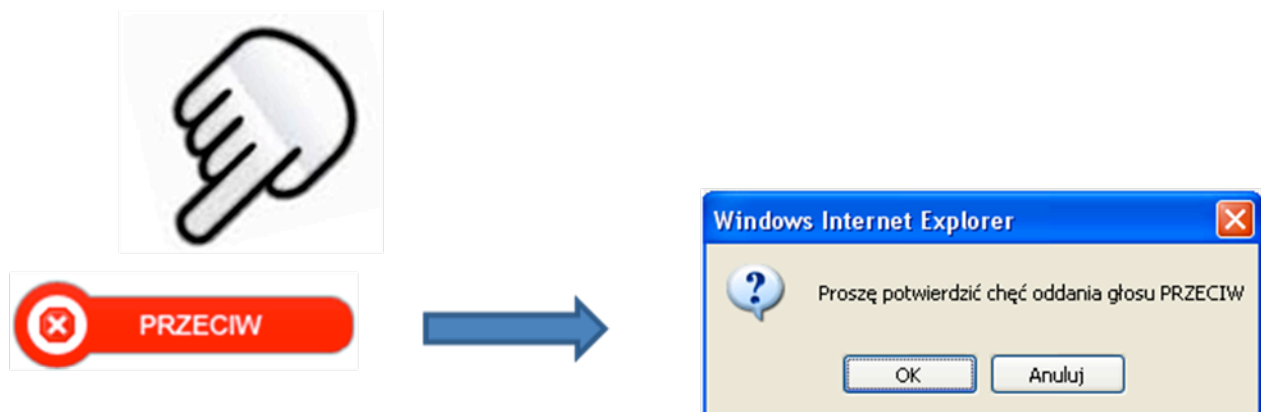 PRZECIW
Windows Internet Explorer
Proszę potwierdzić chęć oddania głosu PRZECIW
OK
Anuluj